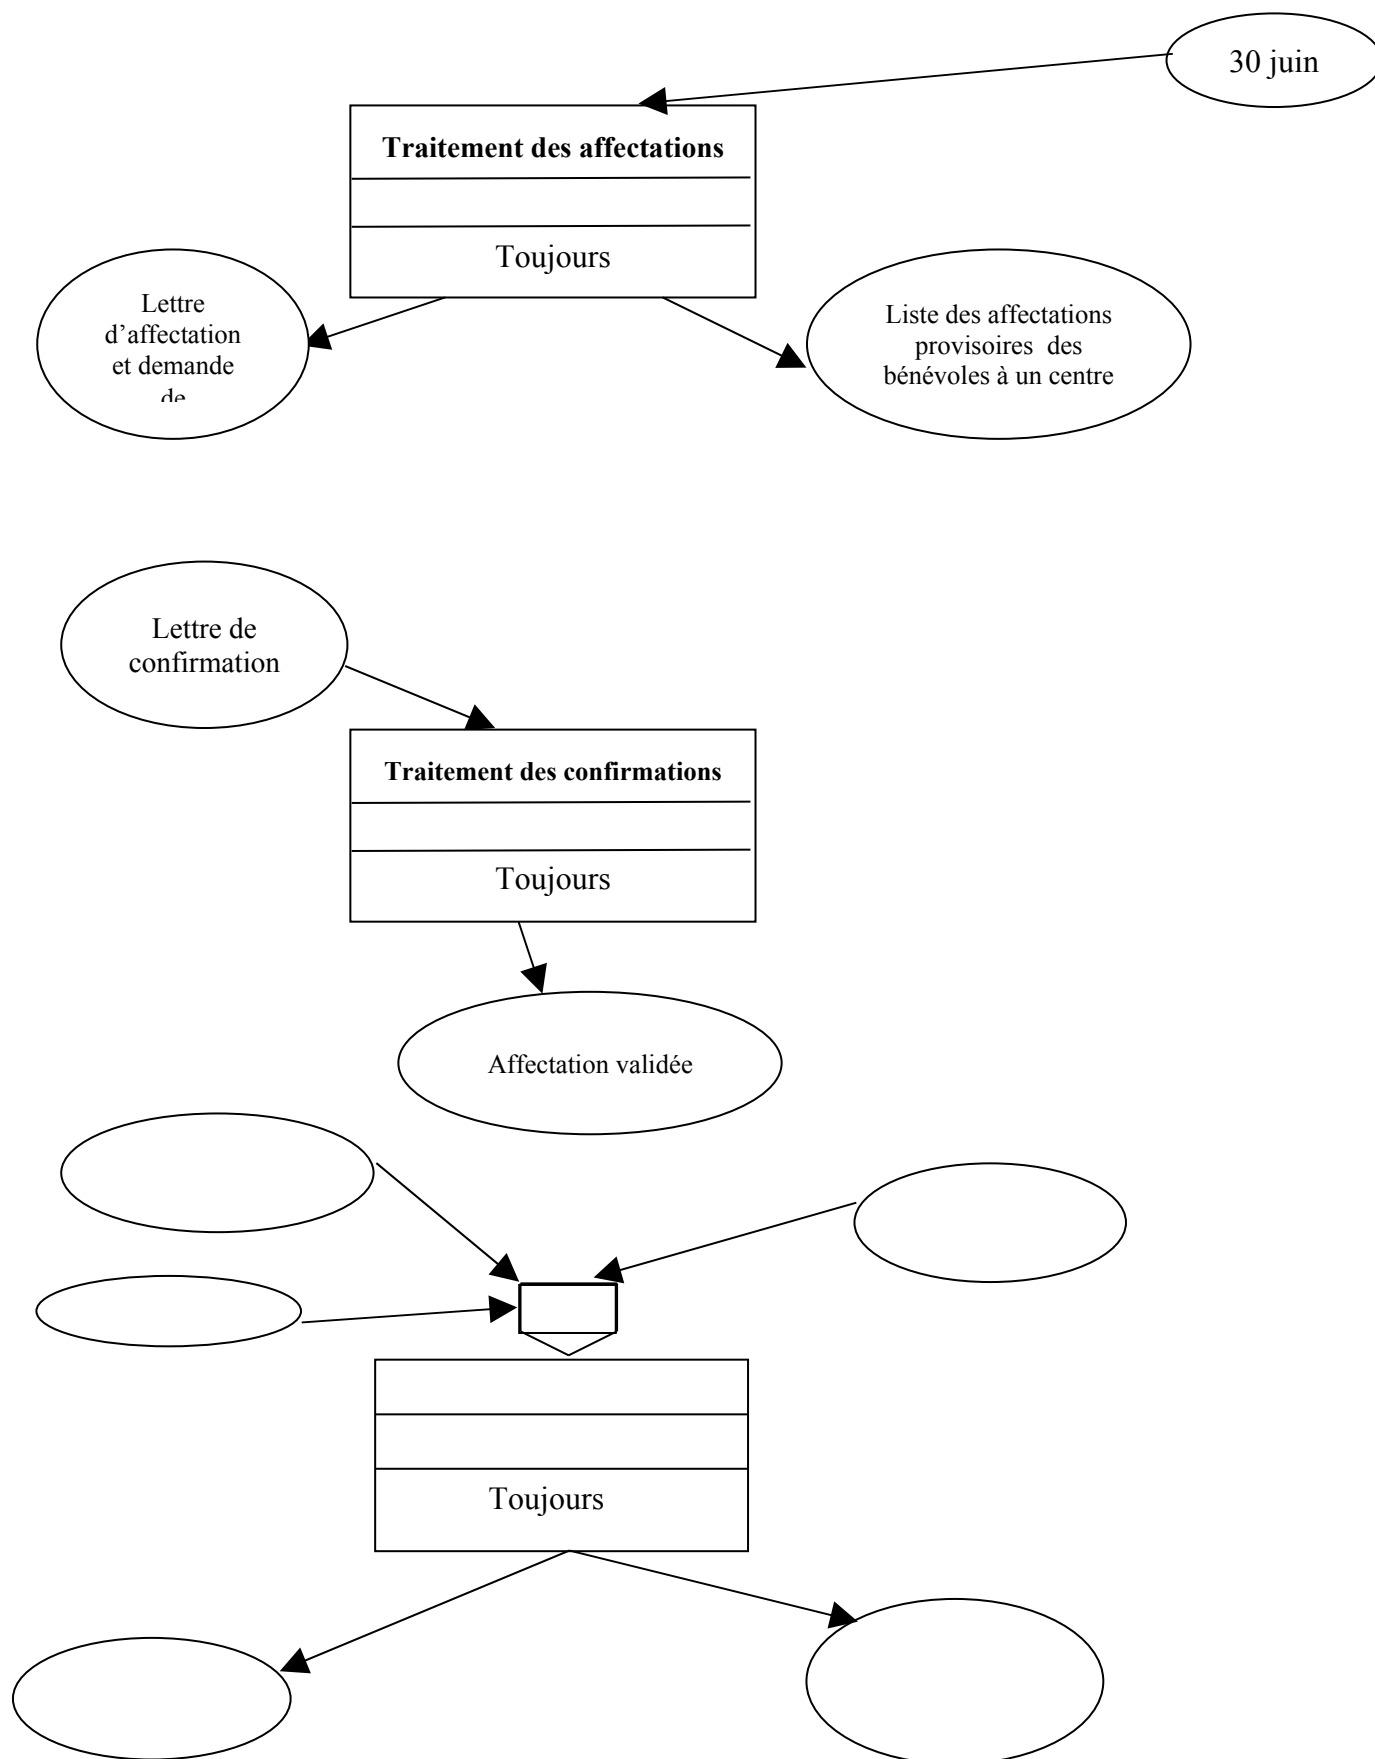 30 juin
Traitement des affectations
Toujours
Lettre
d’affectation
et demande
de
Liste des affectations
provisoires des
bénévoles à un centre
Lettre de
confirmation
Traitement des confirmations
Toujours
Affectation validée
Toujours